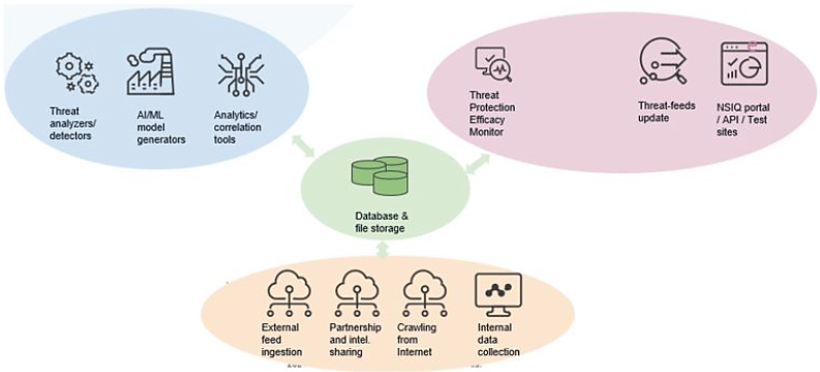 Threat
analyzers/
detectors
AI/ML
model
generators
Analytics/
correlation
tools
Threat
Protection
Efficacy
Monitor
Threat-feeds
update
NSIQ portal
/ API / Test
sites
Database &
file storage
External
feed
ingestion
Partnership
and intel.
sharing
Crawling
from
Internet
Internal
data
collection